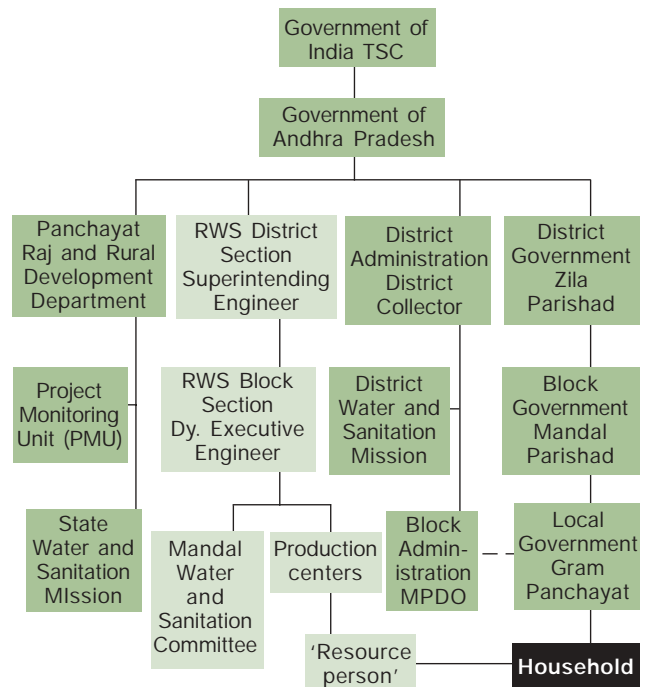 Government of
India TSC
Government of
Andhra Pradesh
Panchayat
Raj and Rural
Development
Department
RWS District
Section
Superintending
Engineer
District
Administration
District
Collector
District
Government
Zila
Parishad
Project
Monitoring
Unit (PMU)
RWS Block
Section
Dy. Executive
Engineer
District
Water and
Sanitation
Mission
Block
Government
Mandal
Parishad
State
Water and
Sanitation
MIssion
Mandal
Water
and
Sanitation
Committee
Production
centers
Block
Admin-
istration
MPDO
Local
Government
Gram
Panchayat
‘Resource
person’
Household